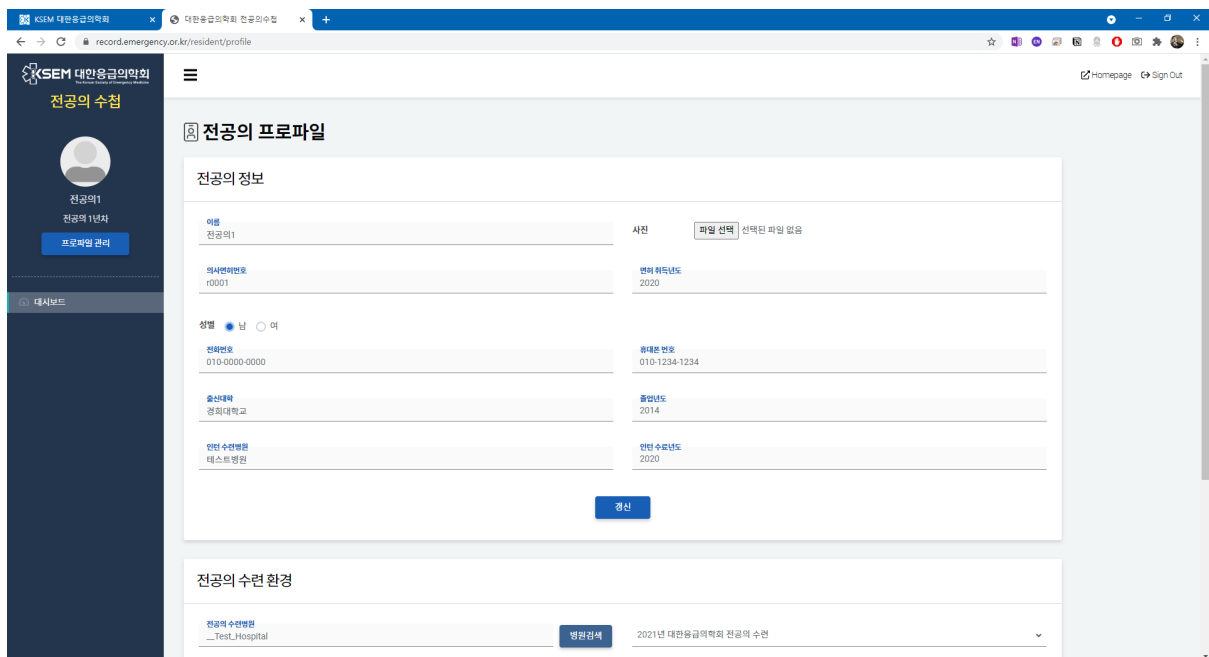 KSEM 대한응급의학회
대한응급의학회 전공의수첩
record.emergency.or.kr/resident/profile
KSEM 대한응급의학회
The Korean Society of Emergency Medicine
전공의 수첩
전공의1
전공의 1년차
프로파일 관리
대시보드
Homepage Sign Out
전공의 프로파일
전공의 정보
이름
전공의1
사진 파일 선택 선택된 파일 없음
의사면허번호 면허 취득년도
r0001 2020
성별 남 여
전화번호 휴대폰 번호
010-0000-0000 010-1234-1234
출신대학 졸업년도
경희대학교 2014
인턴 수련병원 인턴 수료년도
테스트병원 2020
갱신
전공의 수련 환경
전공의 수련병원
__Test_Hospital 병원검색 2021년 대한응급의학회 전공의 수련